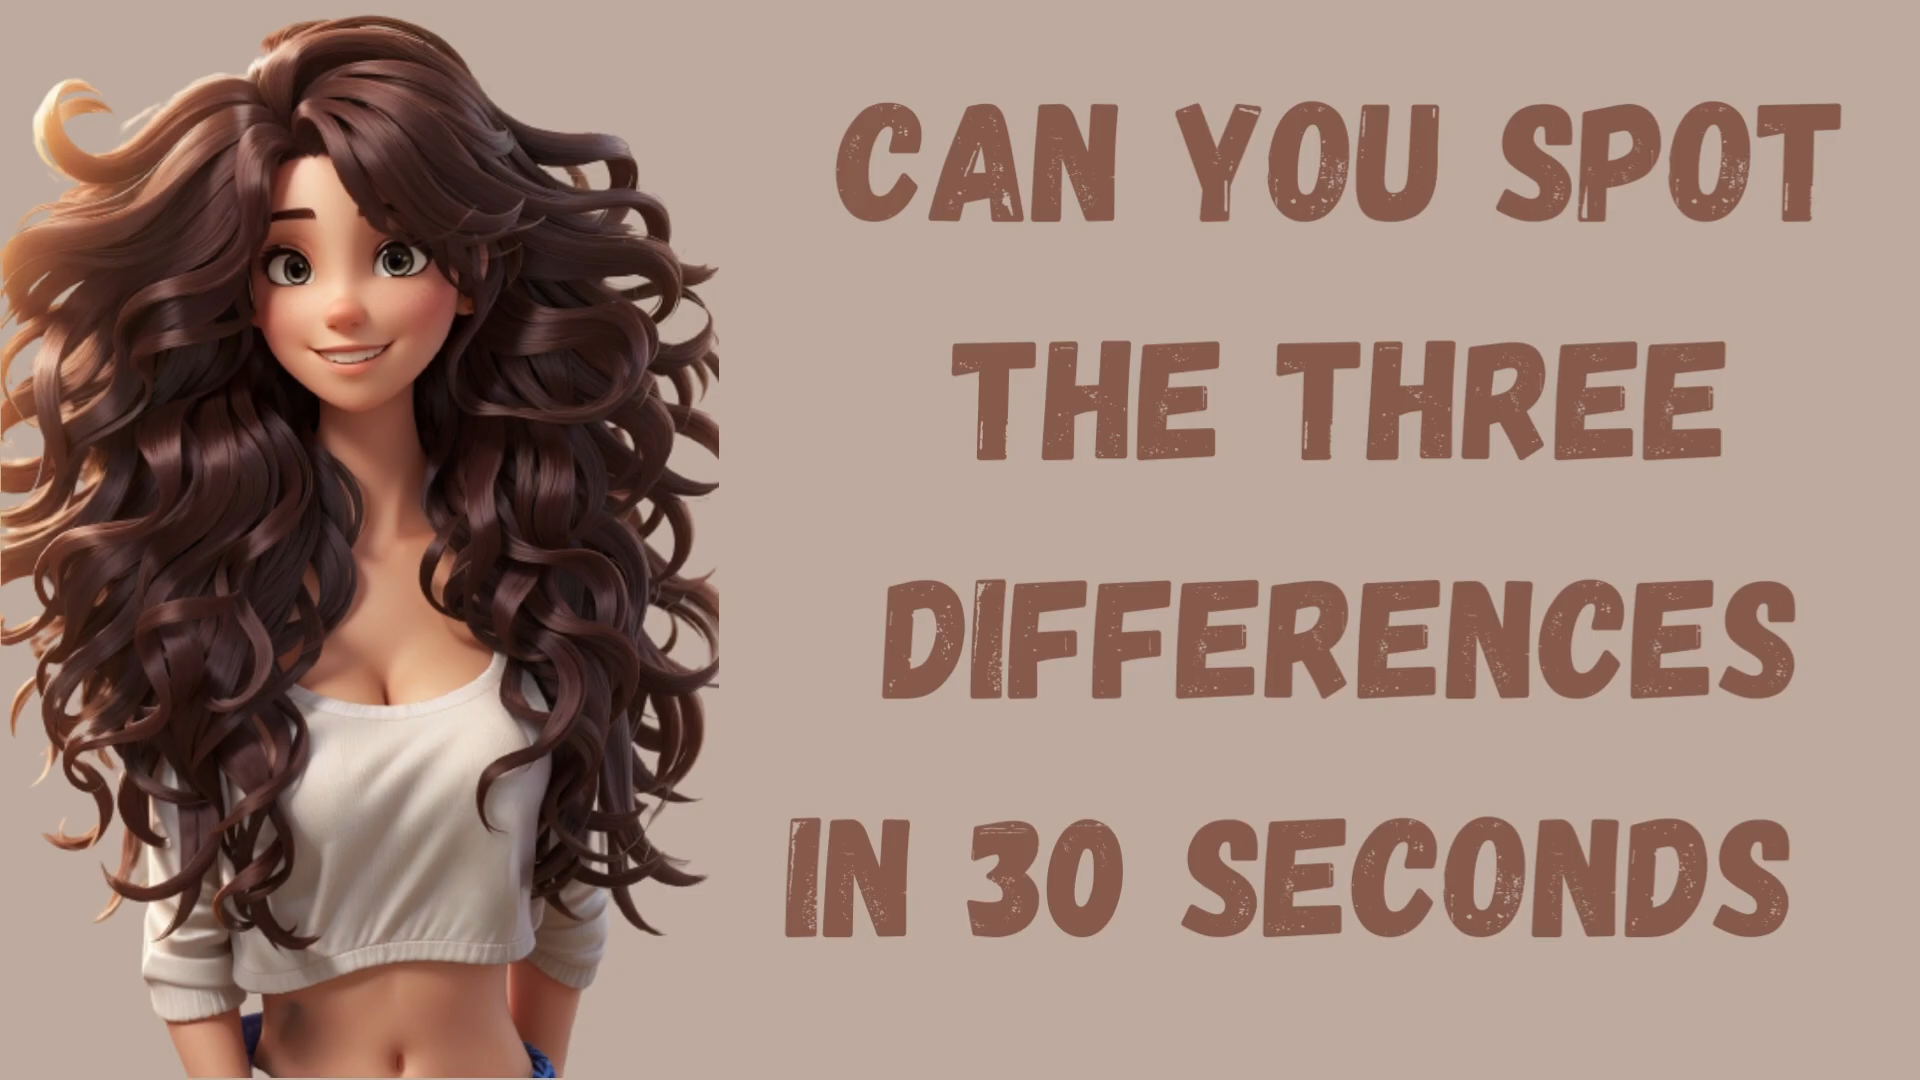 CAN YOU SPOT
THE THREE
DIFFERENCES
IN 30 SECONDS